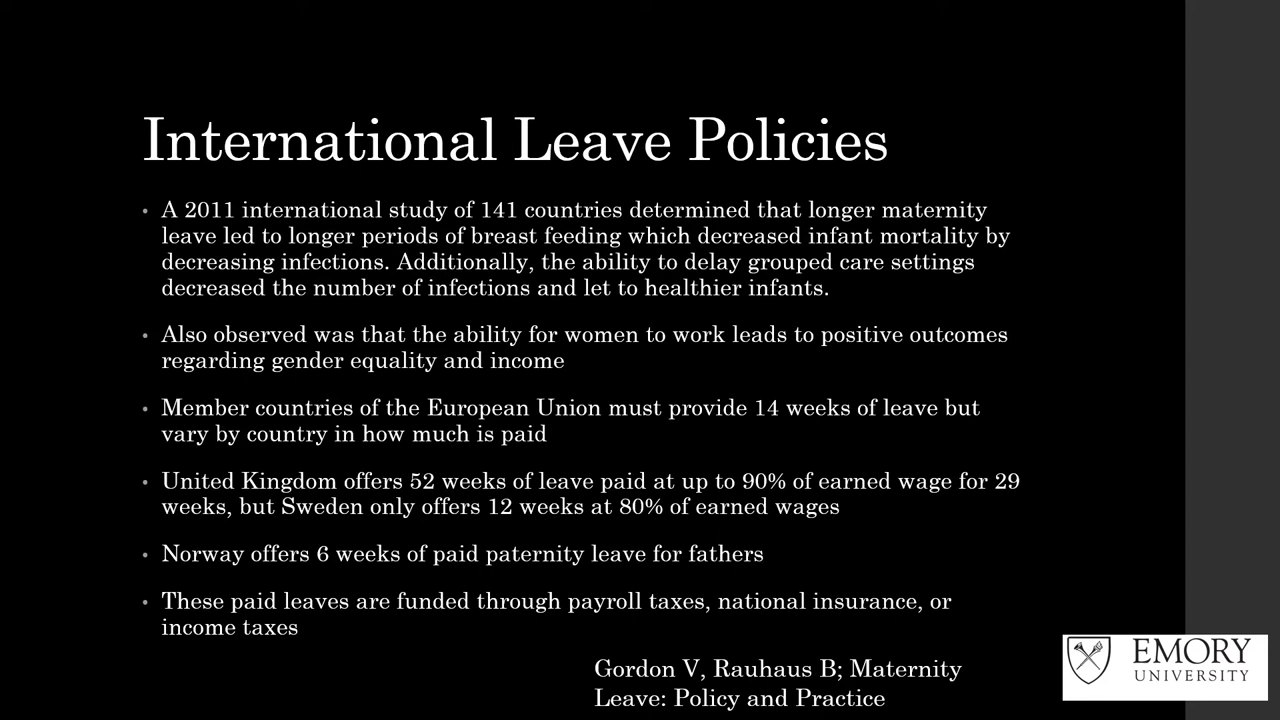 International Leave Policies
• A 2011 international study of 141 countries determined that longer maternity
leave led to longer periods of breast feeding which decreased infant mortality by
decreasing infections. Additionally, the ability to delay grouped care settings
decreased the number of infections and let to healthier infants.
• Also observed was that the ability for women to work leads to positive outcomes
regarding gender equality and income
• Member countries of the European Union must provide 14 weeks of leave but
vary by country in how much is paid
• United Kingdom offers 52 weeks of leave paid at up to 90% of earned wage for 29
weeks, but Sweden only offers 12 weeks at 80% of earned wages
• Norway offers 6 weeks of paid paternity leave for fathers
• These paid leaves are funded through payroll taxes, national insurance, or
income taxes
Gordon V, Rauhaus B; Maternity
Leave: Policy and Practice
EMORY
UNIVERSITY